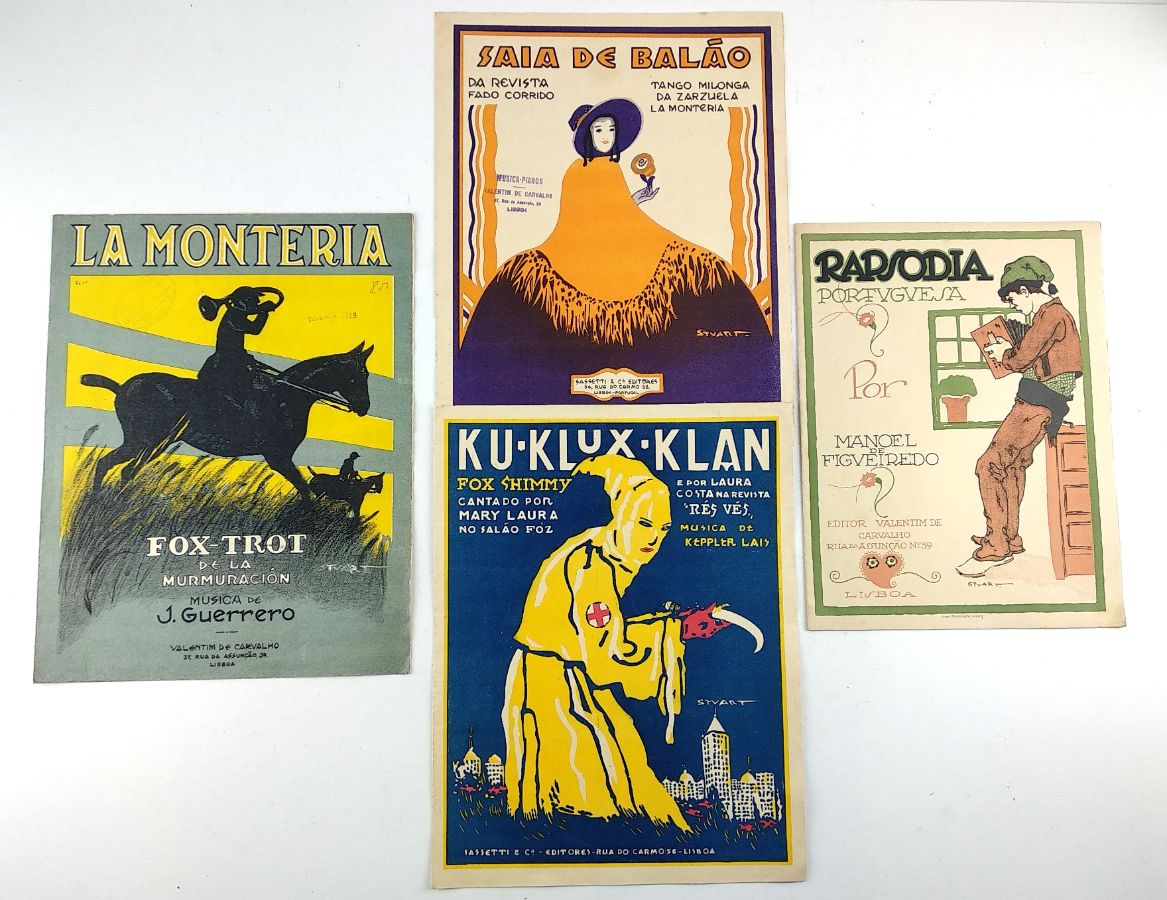 SAIA DE BALÃO
DA REVISTA
FADO CORRIDO
TANGO MILONGA
DA ZARZUELA
LA MONTERIA
MUSICA-PIANOS
VALENTIM DE CARVALHO
LISBOA
STUART
SASSETTI & Cª EDITORES
LISBOA-PORTUGAL
LA MONTERIA
FOX-TROT
DE LA
MURMURACIÓN
MUSICA DE
J. GUERRERO
VALENTIM DE CARVALHO
37, RUA DA ASSUNÇÃO, 39.
LISBOA
KU·KLUX·KLAN
FOX SHIMMY
CANTADO POR
MARY LAURA
NO SALÃO FOZ
E POR LAURA
COSTA NA REVISTA
"RÉS VÉS"
MUSICA DE
KEPPLER LAIS
STUART
SASSETTI & Cª - EDITORES-RUA DO CARMO·56-LISBOA
RAPSODIA
PORTVGVESA
Por
MANOEL
DE
FIGVEIREDO
EDITOR VALENTIM DE
CARVALHO
RUA DA ASSUNÇÃO Nº 39
LISBOA
STUART